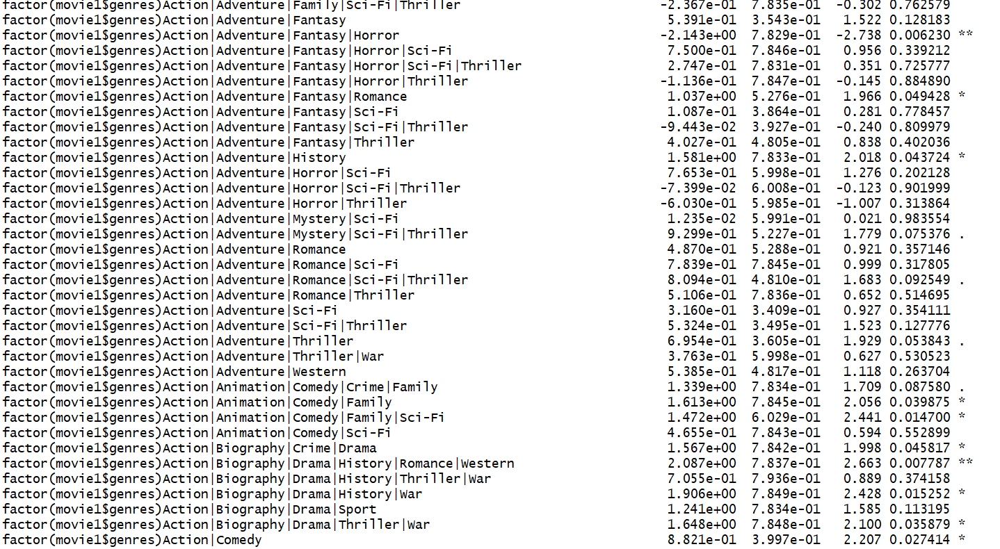 factor(movie1$genres)Action|Adventure|Family|Sci-Fi|Thriller -2.367e-01 7.835e-01 -0.302 0.762579
factor(movie1$genres)Action|Adventure|Fantasy 5.391e-01 3.543e-01 1.522 0.128183
factor(movie1$genres)Action|Adventure|Fantasy|Horror -2.143e+00 7.829e-01 -2.738 0.006230 **
factor(movie1$genres)Action|Adventure|Fantasy|Horror|Sci-Fi 7.500e-01 7.846e-01 0.956 0.339212
factor(movie1$genres)Action|Adventure|Fantasy|Horror|Sci-Fi|Thriller 2.747e-01 7.831e-01 0.351 0.725777
factor(movie1$genres)Action|Adventure|Fantasy|Horror|Thriller -1.136e-01 7.847e-01 -0.145 0.884890
factor(movie1$genres)Action|Adventure|Fantasy|Romance 1.037e+00 5.276e-01 1.966 0.049428 *
factor(movie1$genres)Action|Adventure|Fantasy|Sci-Fi 1.087e-01 3.864e-01 0.281 0.778457
factor(movie1$genres)Action|Adventure|Fantasy|Sci-Fi|Thriller -9.443e-02 3.927e-01 -0.240 0.809979
factor(movie1$genres)Action|Adventure|Fantasy|Thriller 4.027e-01 4.805e-01 0.838 0.402036
factor(movie1$genres)Action|Adventure|History 1.581e+00 7.833e-01 2.018 0.043724 *
factor(movie1$genres)Action|Adventure|Horror|Sci-Fi 7.653e-01 5.998e-01 1.276 0.202128
factor(movie1$genres)Action|Adventure|Horror|Sci-Fi|Thriller -7.399e-02 6.008e-01 -0.123 0.901999
factor(movie1$genres)Action|Adventure|Horror|Thriller -6.030e-01 5.985e-01 -1.007 0.313864
factor(movie1$genres)Action|Adventure|Mystery|Sci-Fi 1.235e-02 5.991e-01 0.021 0.983554
factor(movie1$genres)Action|Adventure|Mystery|Sci-Fi|Thriller 9.299e-01 5.227e-01 1.779 0.075376 .
factor(movie1$genres)Action|Adventure|Romance 4.870e-01 5.288e-01 0.921 0.357146
factor(movie1$genres)Action|Adventure|Romance|Sci-Fi 7.839e-01 7.845e-01 0.999 0.317805
factor(movie1$genres)Action|Adventure|Romance|Sci-Fi|Thriller 8.094e-01 4.810e-01 1.683 0.092549 .
factor(movie1$genres)Action|Adventure|Romance|Thriller 5.106e-01 7.836e-01 0.652 0.514695
factor(movie1$genres)Action|Adventure|Sci-Fi 3.160e-01 3.409e-01 0.927 0.354111
factor(movie1$genres)Action|Adventure|Sci-Fi|Thriller 5.324e-01 3.495e-01 1.523 0.127776
factor(movie1$genres)Action|Adventure|Thriller 6.954e-01 3.605e-01 1.929 0.053843 .
factor(movie1$genres)Action|Adventure|Thriller|War 3.763e-01 5.998e-01 0.627 0.530523
factor(movie1$genres)Action|Adventure|Western 5.385e-01 4.817e-01 1.118 0.263704
factor(movie1$genres)Action|Animation|Comedy|Crime|Family 1.339e+00 7.834e-01 1.709 0.087580 .
factor(movie1$genres)Action|Animation|Comedy|Family 1.613e+00 7.845e-01 2.056 0.039875 *
factor(movie1$genres)Action|Animation|Comedy|Family|Sci-Fi 1.472e+00 6.029e-01 2.441 0.014700 *
factor(movie1$genres)Action|Animation|Comedy|Sci-Fi 4.655e-01 7.843e-01 0.594 0.552899
factor(movie1$genres)Action|Biography|Crime|Drama 1.567e+00 7.842e-01 1.998 0.045817 *
factor(movie1$genres)Action|Biography|Drama|History|Romance|Western 2.087e+00 7.837e-01 2.663 0.007787 **
factor(movie1$genres)Action|Biography|Drama|History|Thriller|War 7.055e-01 7.936e-01 0.889 0.374158
factor(movie1$genres)Action|Biography|Drama|History|War 1.906e+00 7.849e-01 2.428 0.015252 *
factor(movie1$genres)Action|Biography|Drama|Sport 1.241e+00 7.834e-01 1.585 0.113195
factor(movie1$genres)Action|Biography|Drama|Thriller|War 1.648e+00 7.848e-01 2.100 0.035879 *
factor(movie1$genres)Action|Comedy 8.821e-01 3.997e-01 2.207 0.027414 *